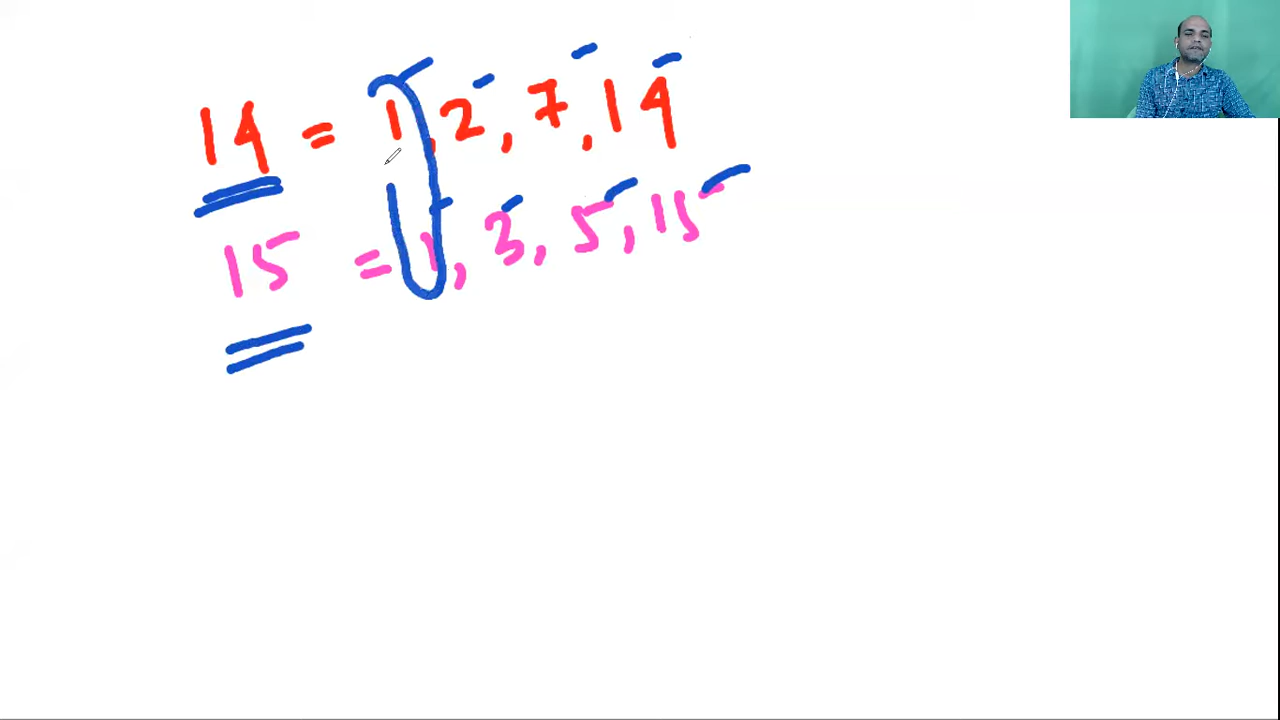 14 = 1, 2, 7, 14
15 = 1, 3, 5, 15